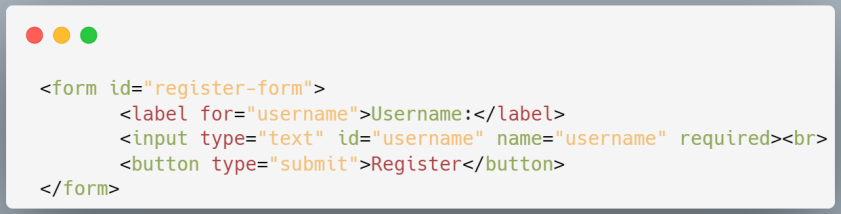 <form id="register-form">
<label for="username">Username:</label>
<input type="text" id="username" name="username" required><br>
<button type="submit">Register</button>
</form>